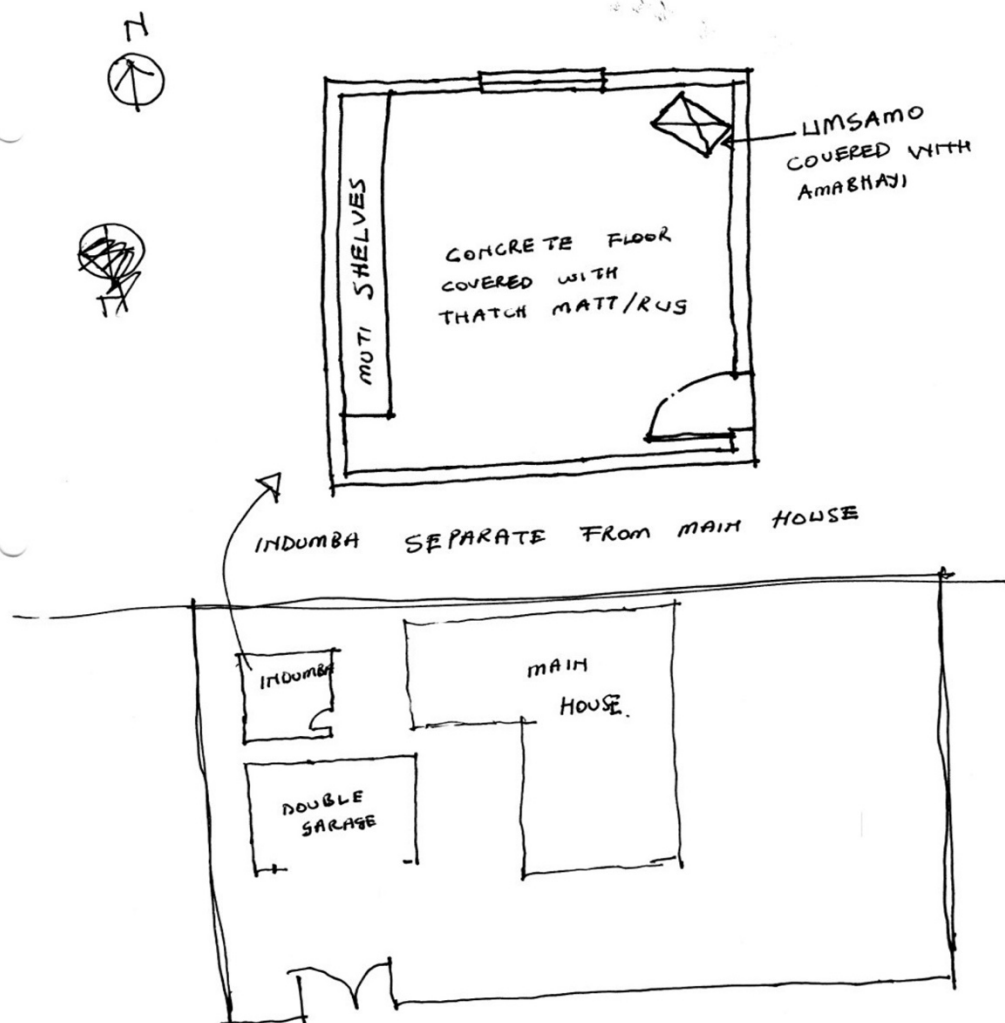 N
UMSAMO
COVERED WITH
AMABHAYI
MUTI SHELVES
CONCRETE FLOOR
COVERED WITH
THATCH MATT/RUG
INDUMBA SEPARATE FROM MAIN HOUSE
INDUMBA
MAIN
HOUSE.
DOUBLE
GARAGE